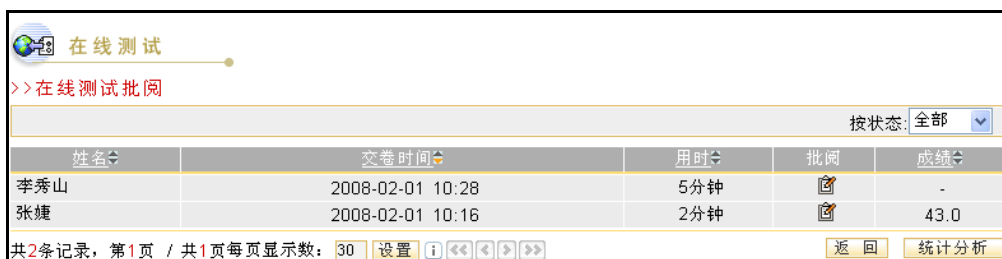 在线测试
>>在线测试批阅
按状态: 全部
姓名 交卷时间 用时 批阅 成绩
李秀山 2008-02-01 10:28 5分钟 -
张婕 2008-02-01 10:16 2分钟 43.0
共2条记录，第1页 / 共1页每页显示数： 30 设置 i << < > >> 返 回 统计分析